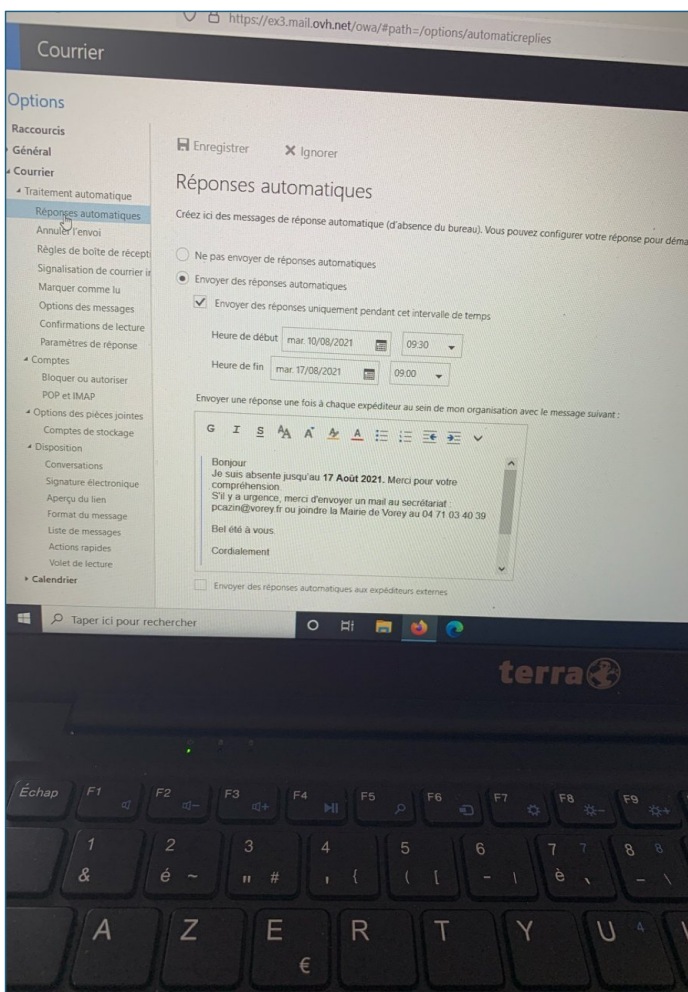 https://ex3.mail.ovh.net/owa/#path=/options/automaticreplies
Courrier
Options
Raccourcis
Général
Courrier
Traitement automatique
Réponses automatiques
Annuler l'envoi
Règles de boîte de récepti
Signalisation de courrier ir
Marquer comme lu
Options des messages
Confirmations de lecture
Paramètres de réponse
Comptes
Bloquer ou autoriser
POP et IMAP
Options des pièces jointes
Comptes de stockage
Disposition
Conversations
Signature électronique
Aperçu du lien
Format du message
Liste de messages
Actions rapides
Volet de lecture
Calendrier
Enregistrer
Ignorer
Réponses automatiques
Créez ici des messages de réponse automatique (d'absence du bureau). Vous pouvez configurer votre réponse pour déma
Ne pas envoyer de réponses automatiques
Envoyer des réponses automatiques
Envoyer des réponses uniquement pendant cet intervalle de temps
Heure de début mar. 10/08/2021 09:30
Heure de fin mar. 17/08/2021 09:00
Envoyer une réponse une fois à chaque expéditeur au sein de mon organisation avec le message suivant :
G I S AA A A
Bonjour
Je suis absente jusqu'au 17 Août 2021. Merci pour votre
compréhension.
S'il y a urgence, merci d'envoyer un mail au secrétariat :
pcazin@vorey.fr ou joindre la Mairie de Vorey au 04 71 03 40 39
Bel été à vous.
Cordialement
Envoyer des réponses automatiques aux expéditeurs externes
Taper ici pour rechercher
terra
Échap F1 F2 F3 F4 F5 F6 F7 F8 F9
1 2 3 4 5 6 7 7 8 8
& é ~ " # ' { ( [ - | è ` _ \
A Z E R T Y U 4
€